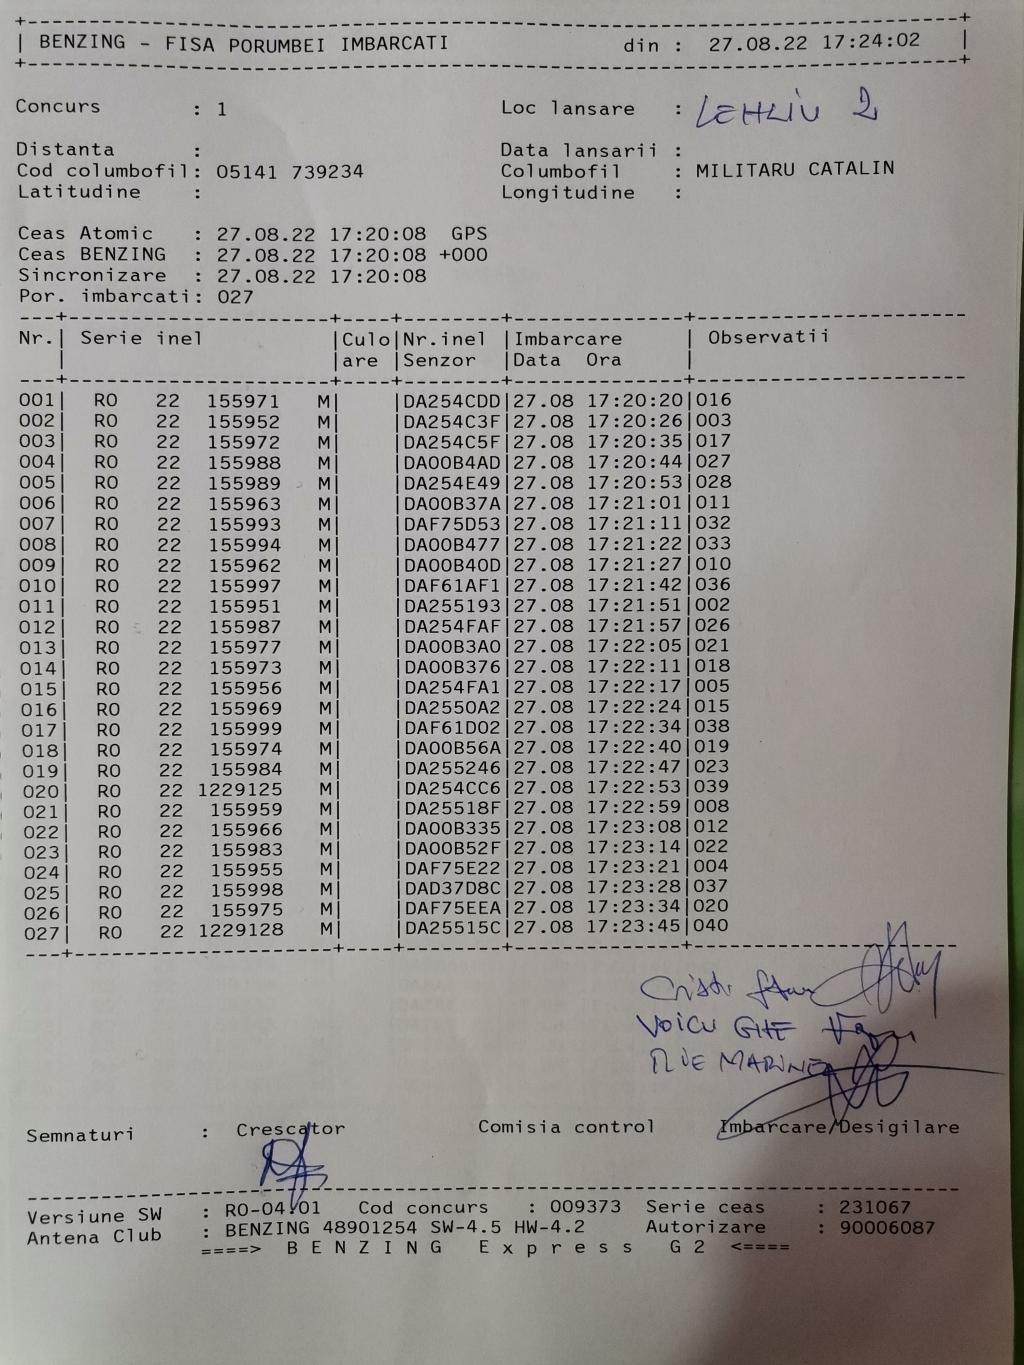 +----------------------------------------------------------------------------+
| BENZING - FISA PORUMBEI IMBARCATI din : 27.08.22 17:24:02 |
+----------------------------------------------------------------------------+
Concurs : 1 Loc lansare : LEHLIU 2
Distanta : Data lansarii :
Cod columbofil: 05141 739234 Columbofil : MILITARU CATALIN
Latitudine : Longitudine :
Ceas Atomic : 27.08.22 17:20:08 GPS
Ceas BENZING : 27.08.22 17:20:08 +000
Sincronizare : 27.08.22 17:20:08
Por. imbarcati: 027
Nr.| Serie inel |Culo|Nr.inel |Imbarcare | Observatii
| |are |Senzor |Data Ora |
001| RO 22 155971 M| |DA254CDD|27.08 17:20:20|016
002| RO 22 155952 M| |DA254C3F|27.08 17:20:26|003
003| RO 22 155972 M| |DA254C5F|27.08 17:20:35|017
004| RO 22 155988 M| |DA00B4AD|27.08 17:20:44|027
005| RO 22 155989 M| |DA254E49|27.08 17:20:53|028
006| RO 22 155963 M| |DA00B37A|27.08 17:21:01|011
007| RO 22 155993 M| |DAF75D53|27.08 17:21:11|032
008| RO 22 155994 M| |DA00B477|27.08 17:21:22|033
009| RO 22 155962 M| |DA00B40D|27.08 17:21:27|010
010| RO 22 155997 M| |DAF61AF1|27.08 17:21:42|036
011| RO 22 155951 M| |DA255193|27.08 17:21:51|002
012| RO 22 155987 M| |DA254FAF|27.08 17:21:57|026
013| RO 22 155977 M| |DA00B3A0|27.08 17:22:05|021
014| RO 22 155973 M| |DA00B376|27.08 17:22:11|018
015| RO 22 155956 M| |DA254FA1|27.08 17:22:17|005
016| RO 22 155969 M| |DA2550A2|27.08 17:22:24|015
017| RO 22 155999 M| |DAF61D02|27.08 17:22:34|038
018| RO 22 155974 M| |DA00B56A|27.08 17:22:40|019
019| RO 22 155984 M| |DA255246|27.08 17:22:47|023
020| RO 22 1229125 M| |DA254CC6|27.08 17:22:53|039
021| RO 22 155959 M| |DA25518F|27.08 17:22:59|008
022| RO 22 155966 M| |DA00B335|27.08 17:23:08|012
023| RO 22 155983 M| |DA00B52F|27.08 17:23:14|022
024| RO 22 155955 M| |DAF75E22|27.08 17:23:21|004
025| RO 22 155998 M| |DAD37D8C|27.08 17:23:28|037
026| RO 22 155975 M| |DAF75EEA|27.08 17:23:34|020
027| RO 22 1229128 M| |DA25515C|27.08 17:23:45|040
VOICU GHE
Semnaturi : Crescator Comisia control Imbarcare/Desigilare
Versiune SW : RO-04.01 Cod concurs : 009373 Serie ceas : 231067
Antena Club : BENZING 48901254 SW-4.5 HW-4.2 Autorizare : 90006087
====> B E N Z I N G E x p r e s s G 2 <====